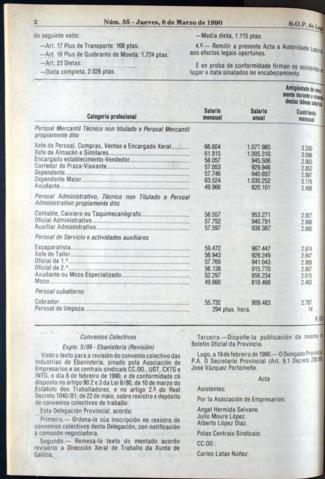 2 Núm. 55 - Jueves, 8 de Marzo de 1990 B.O.P. de
do seguinte xeito:
—Art. 17 Plus de Transporte: 168 ptas.
—Art. 18 Plus de Quebranto de Moeda: 1.724 ptas.
—Art. 23 Dietas:
—Dieta completa, 2.028 ptas.
—Media dieta, 1.115 ptas.
4.º— Remitir a presente Acta a Autoridade Laboral
aos efectos legais oportunos.
E en proba de conformidade firman os asistentes
lugar e data sinalados no encabezamento.
Categoría profesional Salario mensual Salario anual Cuatrienio mensual
Persoal Mercantil Técnico non titulado e Persoal Mercantil
propiamente dito
Xefe de Persoal, Compras, Ventas e Encargado Xeral 66.604 1.077.985 3.330
Xefe de Almacén e Similares 61.915 1.005.310 3.096
Encargado establecimento-Vendedor 58.057 945.506 2.903
Corredor de Praza-Viaxante 57.053 929.946 2.852
Dependente 57.746 940.697 2.887
Dependente Maior 63.524 1.030.252 3.176
Axudante 49.966 820.101 2.498
Persoal Administrativo, Técnico non Titulado e Persoal
Administrativo propiamente dito
Contable, Caixiero ou Taquimecanógrafo 58.557 953.271 2.927
Oficial Administrativo 57.752 940.791 2.888
Auxiliar Administrativo 57.597 938.387 2.880
Persoal de Servicio e actividades auxiliares
Escaparatista 59.472 967.447 2.974
Xefe de Taller 56.943 928.249 2.847
Oficial de 1.ª 57.769 941.043 2.889
Oficial de 2.ª 56.138 915.770 2.807
Axudante ou Mozo Especializado 52.297 856.234 2.615
Mozo 49.860 818.466 2.493
Persoal subalterno
Cobrador 55.732 909.483 2.787
Persoal de limpeza 294 ptas. hora 14
Convenios Colectivos
Expte. 5/89 - Ebanistería (Revisión)
Visto o texto para a revisión do convenio colectivo das
industrias de Ebanistería, sinado pola Asociación de
Empresarios e as centrais sindicais CC.OO., UGT, CXTG e
INTG, o día 8 de febreiro de 1990, e de conformidade có
disposto no artigo 90.2 e 3 da Lei 8/80, de 10 de marzo do
Estatuto dos Traballadores, e no artigo 2.º do Real
Decreto 1040/81, de 22 de maio, sobre rexistro e depósito
de convenios colectivos de traballo:
Esta Delegación Provincial, acorda:
Primeiro.— Ordena-la súa inscripción no rexistro de
convenios colectivos desta Delegación, con notificación
a comisión negociadora.
Segundo.— Remesa-lo texto do mentado acordo
revisorio a Dirección Xeral de Traballo da Xunta de
Galicia.
Terceiro.—Dispoñe-la publicación da mesma
Boletín Oficial da Provincia.
Lugo, a 19 de febreiro de 1990.— O Delegado Provincial
P.A. O Secretario Provincial (Art. 9.1 Decreto
José Vázquez Portomeñe.
Acta
Asistentes:
Por la Asociación de Empresarios:
Angel Hermida Seivane.
Julio Moure López.
Alberto López Díaz.
Polas Centrais Sindicais:
CC.OO.:
Carlos Latas Núñez.